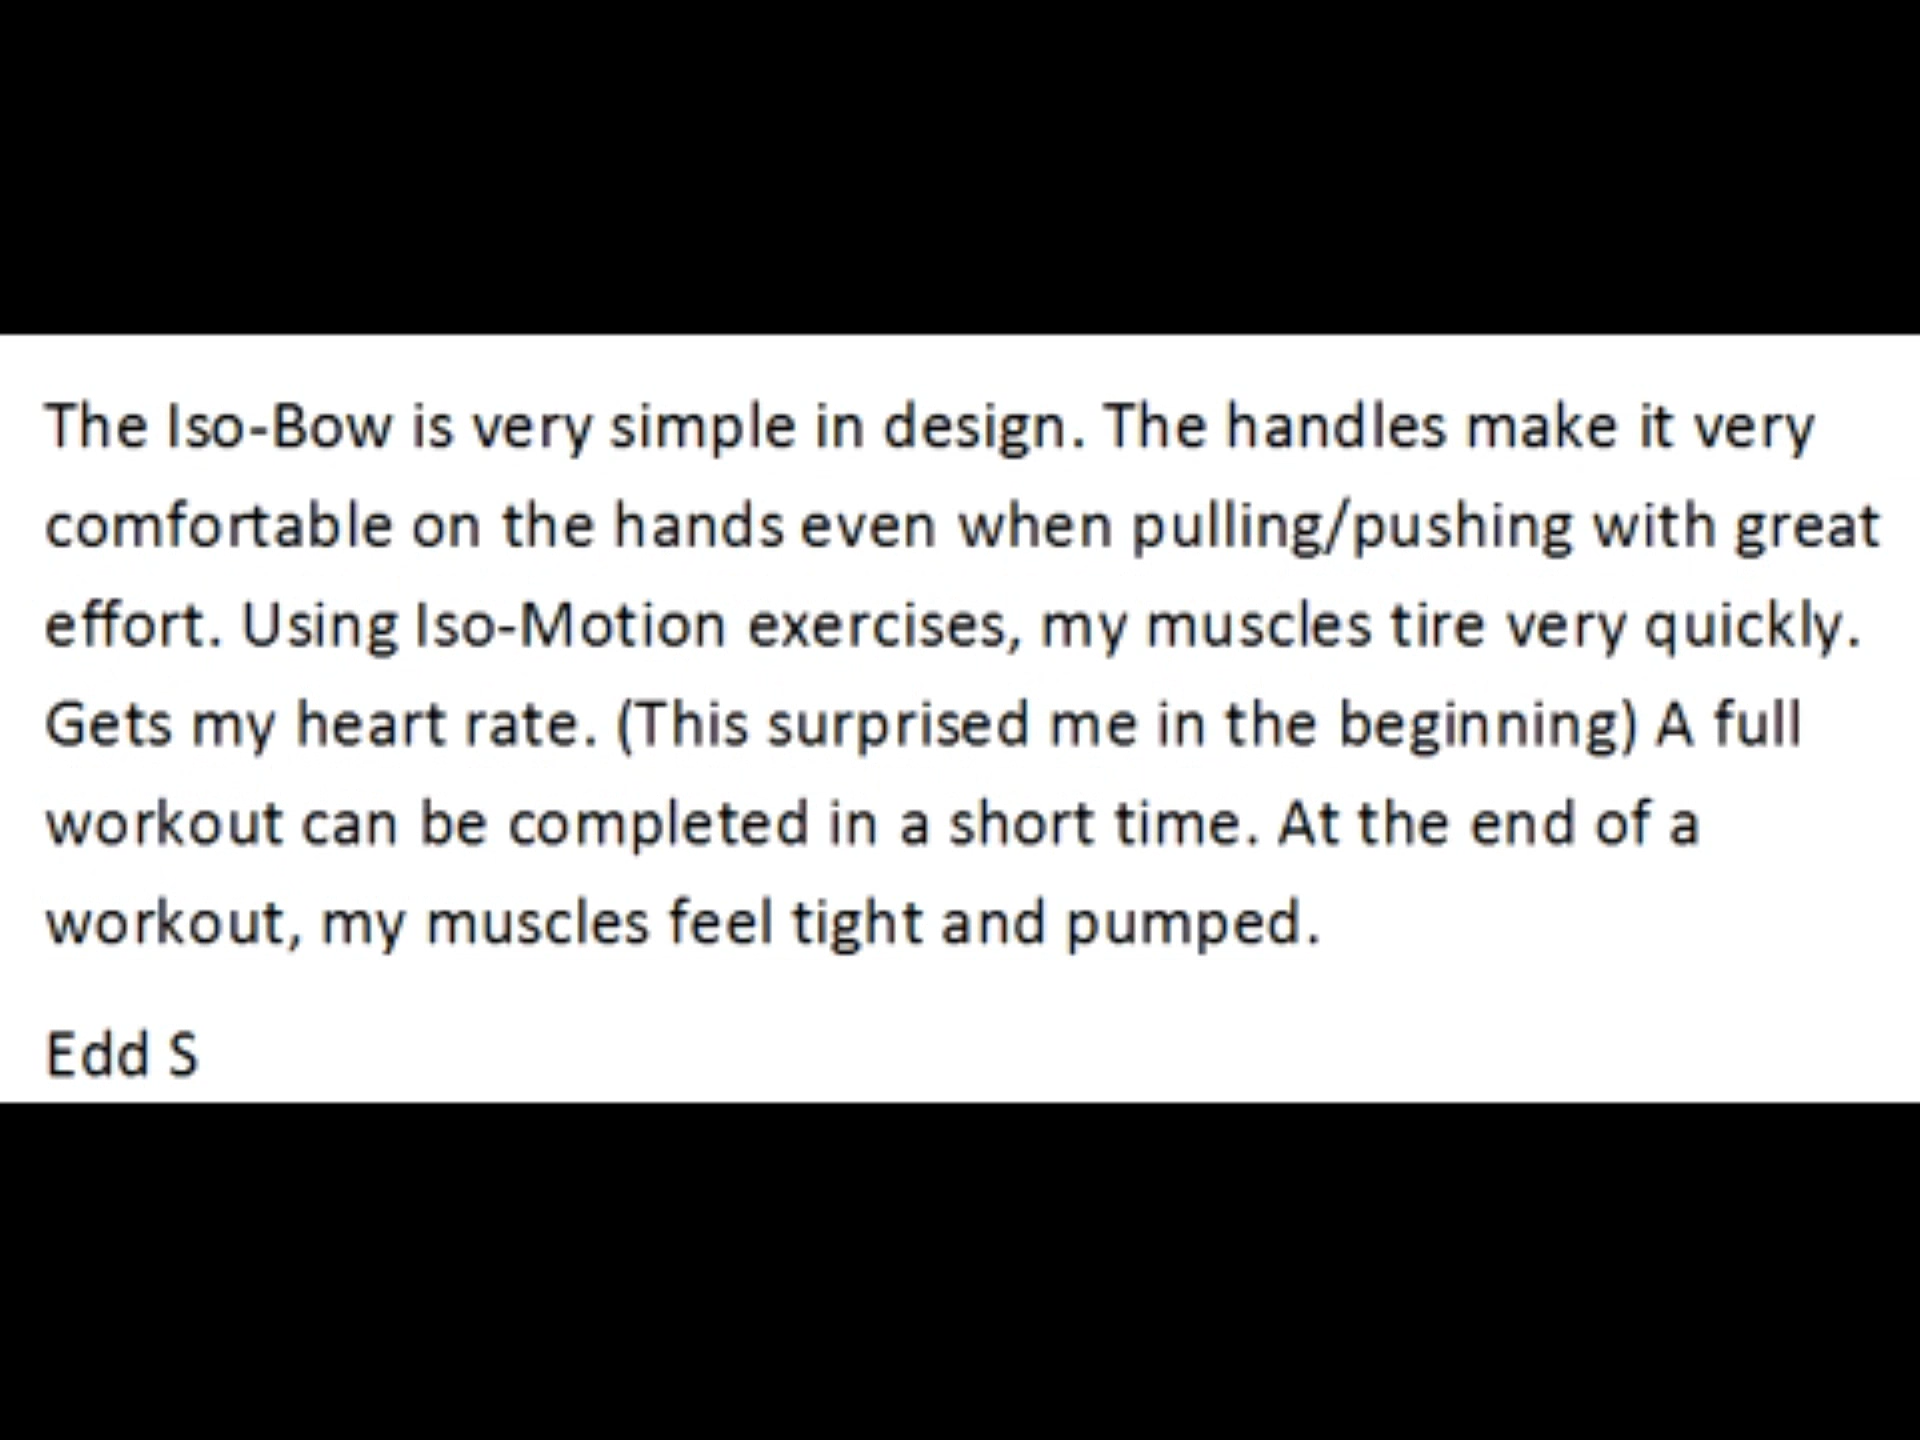 The Iso-Bow is very simple in design. The handles make it very
comfortable on the hands even when pulling/pushing with great
effort. Using Iso-Motion exercises, my muscles tire very quickly.
Gets my heart rate. (This surprised me in the beginning) A full
workout can be completed in a short time. At the end of a
workout, my muscles feel tight and pumped.
Edd S